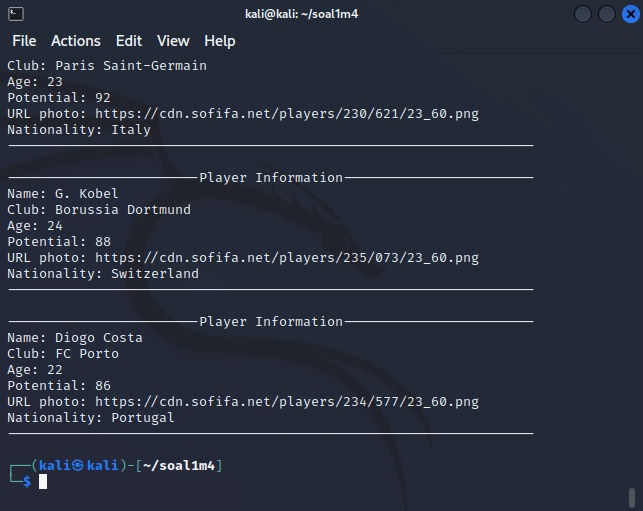 kali@kali: ~/soal1m4
File Actions Edit View Help
Club: Paris Saint-Germain
Age: 23
Potential: 92
URL photo: https://cdn.sofifa.net/players/230/621/23_60.png
Nationality: Italy
Player Information
Name: G. Kobel
Club: Borussia Dortmund
Age: 24
Potential: 88
URL photo: https://cdn.sofifa.net/players/235/073/23_60.png
Nationality: Switzerland
Player Information
Name: Diogo Costa
Club: FC Porto
Age: 22
Potential: 86
URL photo: https://cdn.sofifa.net/players/234/577/23_60.png
Nationality: Portugal
┌──(kali㉿kali)-[~/soal1m4]
└─$